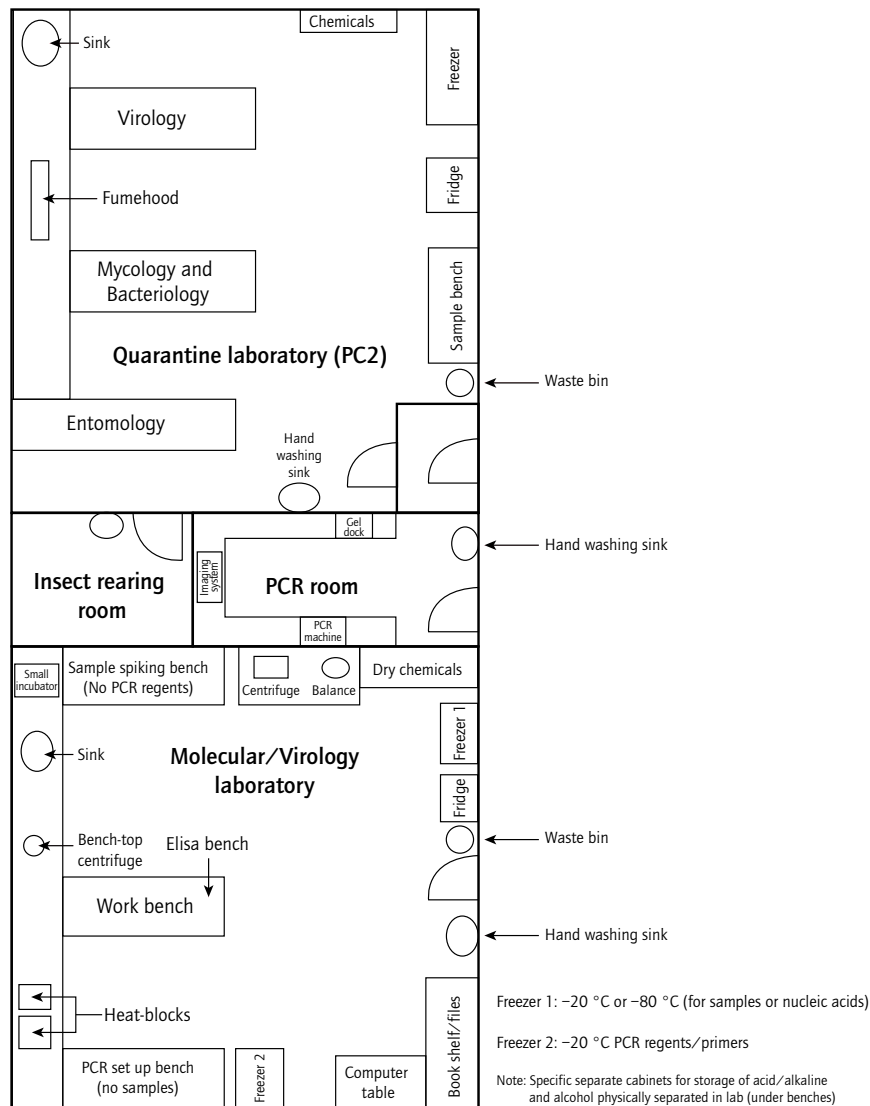 Chemicals
Sink
Freezer
Virology
Fridge
Fumehood
Mycology and
Bacteriology
Sample bench
Quarantine laboratory (PC2)
Waste bin
Entomology
Hand
washing
sink
Gel
dock
Hand washing sink
Imaging
system
Insect rearing
room
PCR room
PCR
machine
Small
incubator
Sample spiking bench
(No PCR regents)
Centrifuge
Balance
Dry chemicals
Freezer 1
Sink
Molecular/Virology
laboratory
Fridge
Bench-top
centrifuge
Elisa bench
Waste bin
Work bench
Hand washing sink
Heat-blocks
Book shelf/files
Freezer 1: −20 °C or −80 °C (for samples or nucleic acids)
Freezer 2: −20 °C PCR regents/primers
PCR set up bench
(no samples)
Freezer 2
Computer
table
Note: Specific separate cabinets for storage of acid/alkaline
and alcohol physically separated in lab (under benches)